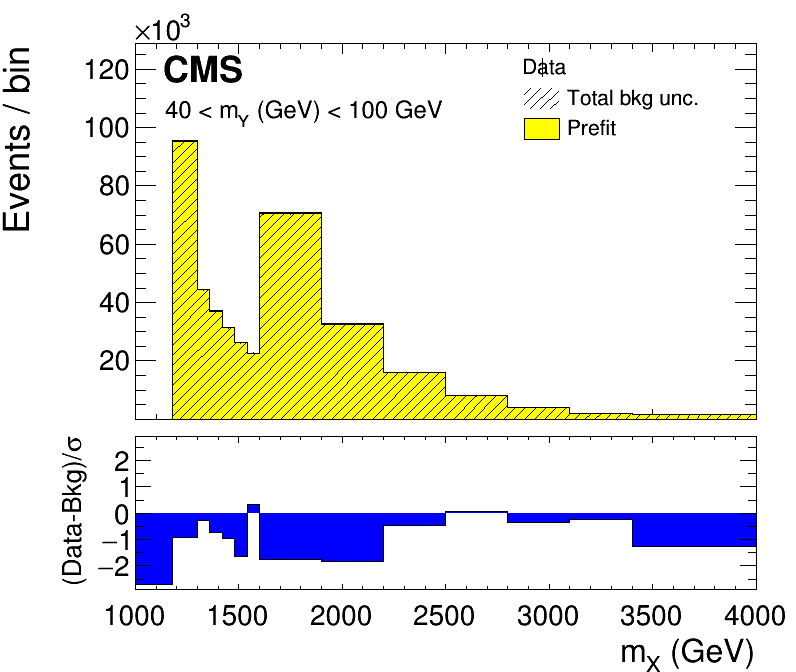 ×10³
Events / bin
120
100
80
60
40
20
CMS
40 < m_Y (GeV) < 100 GeV
Data
Total bkg unc.
Prefit
(Data-Bkg)/σ
2
1
0
−1
−2
1000 1500 2000 2500 3000 3500 4000
m_X (GeV)